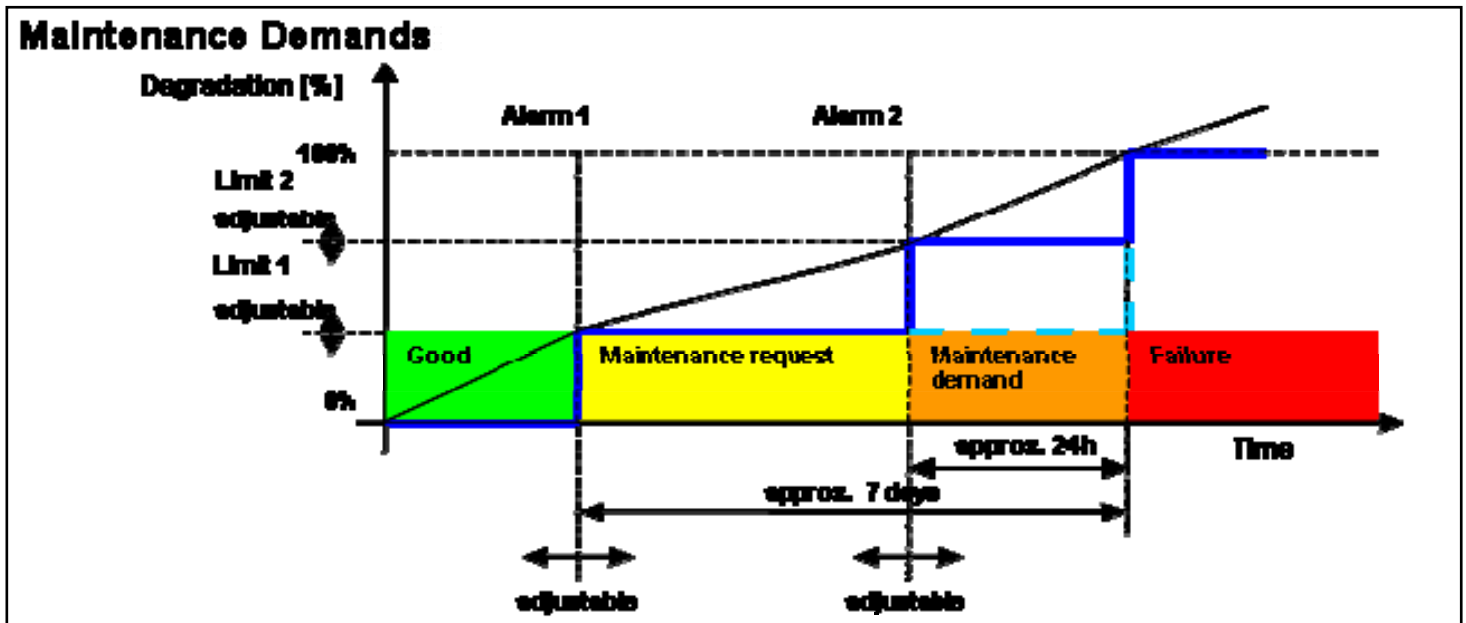 Maintenance Demands
Degradation [%]
Alarm 1
Alarm 2
100%
Limit 2
adjustable
Limit 1
adjustable
Good
Maintenance request
Maintenance
demand
Failure
0%
approx. 24h
Time
approx. 7 days
adjustable
adjustable